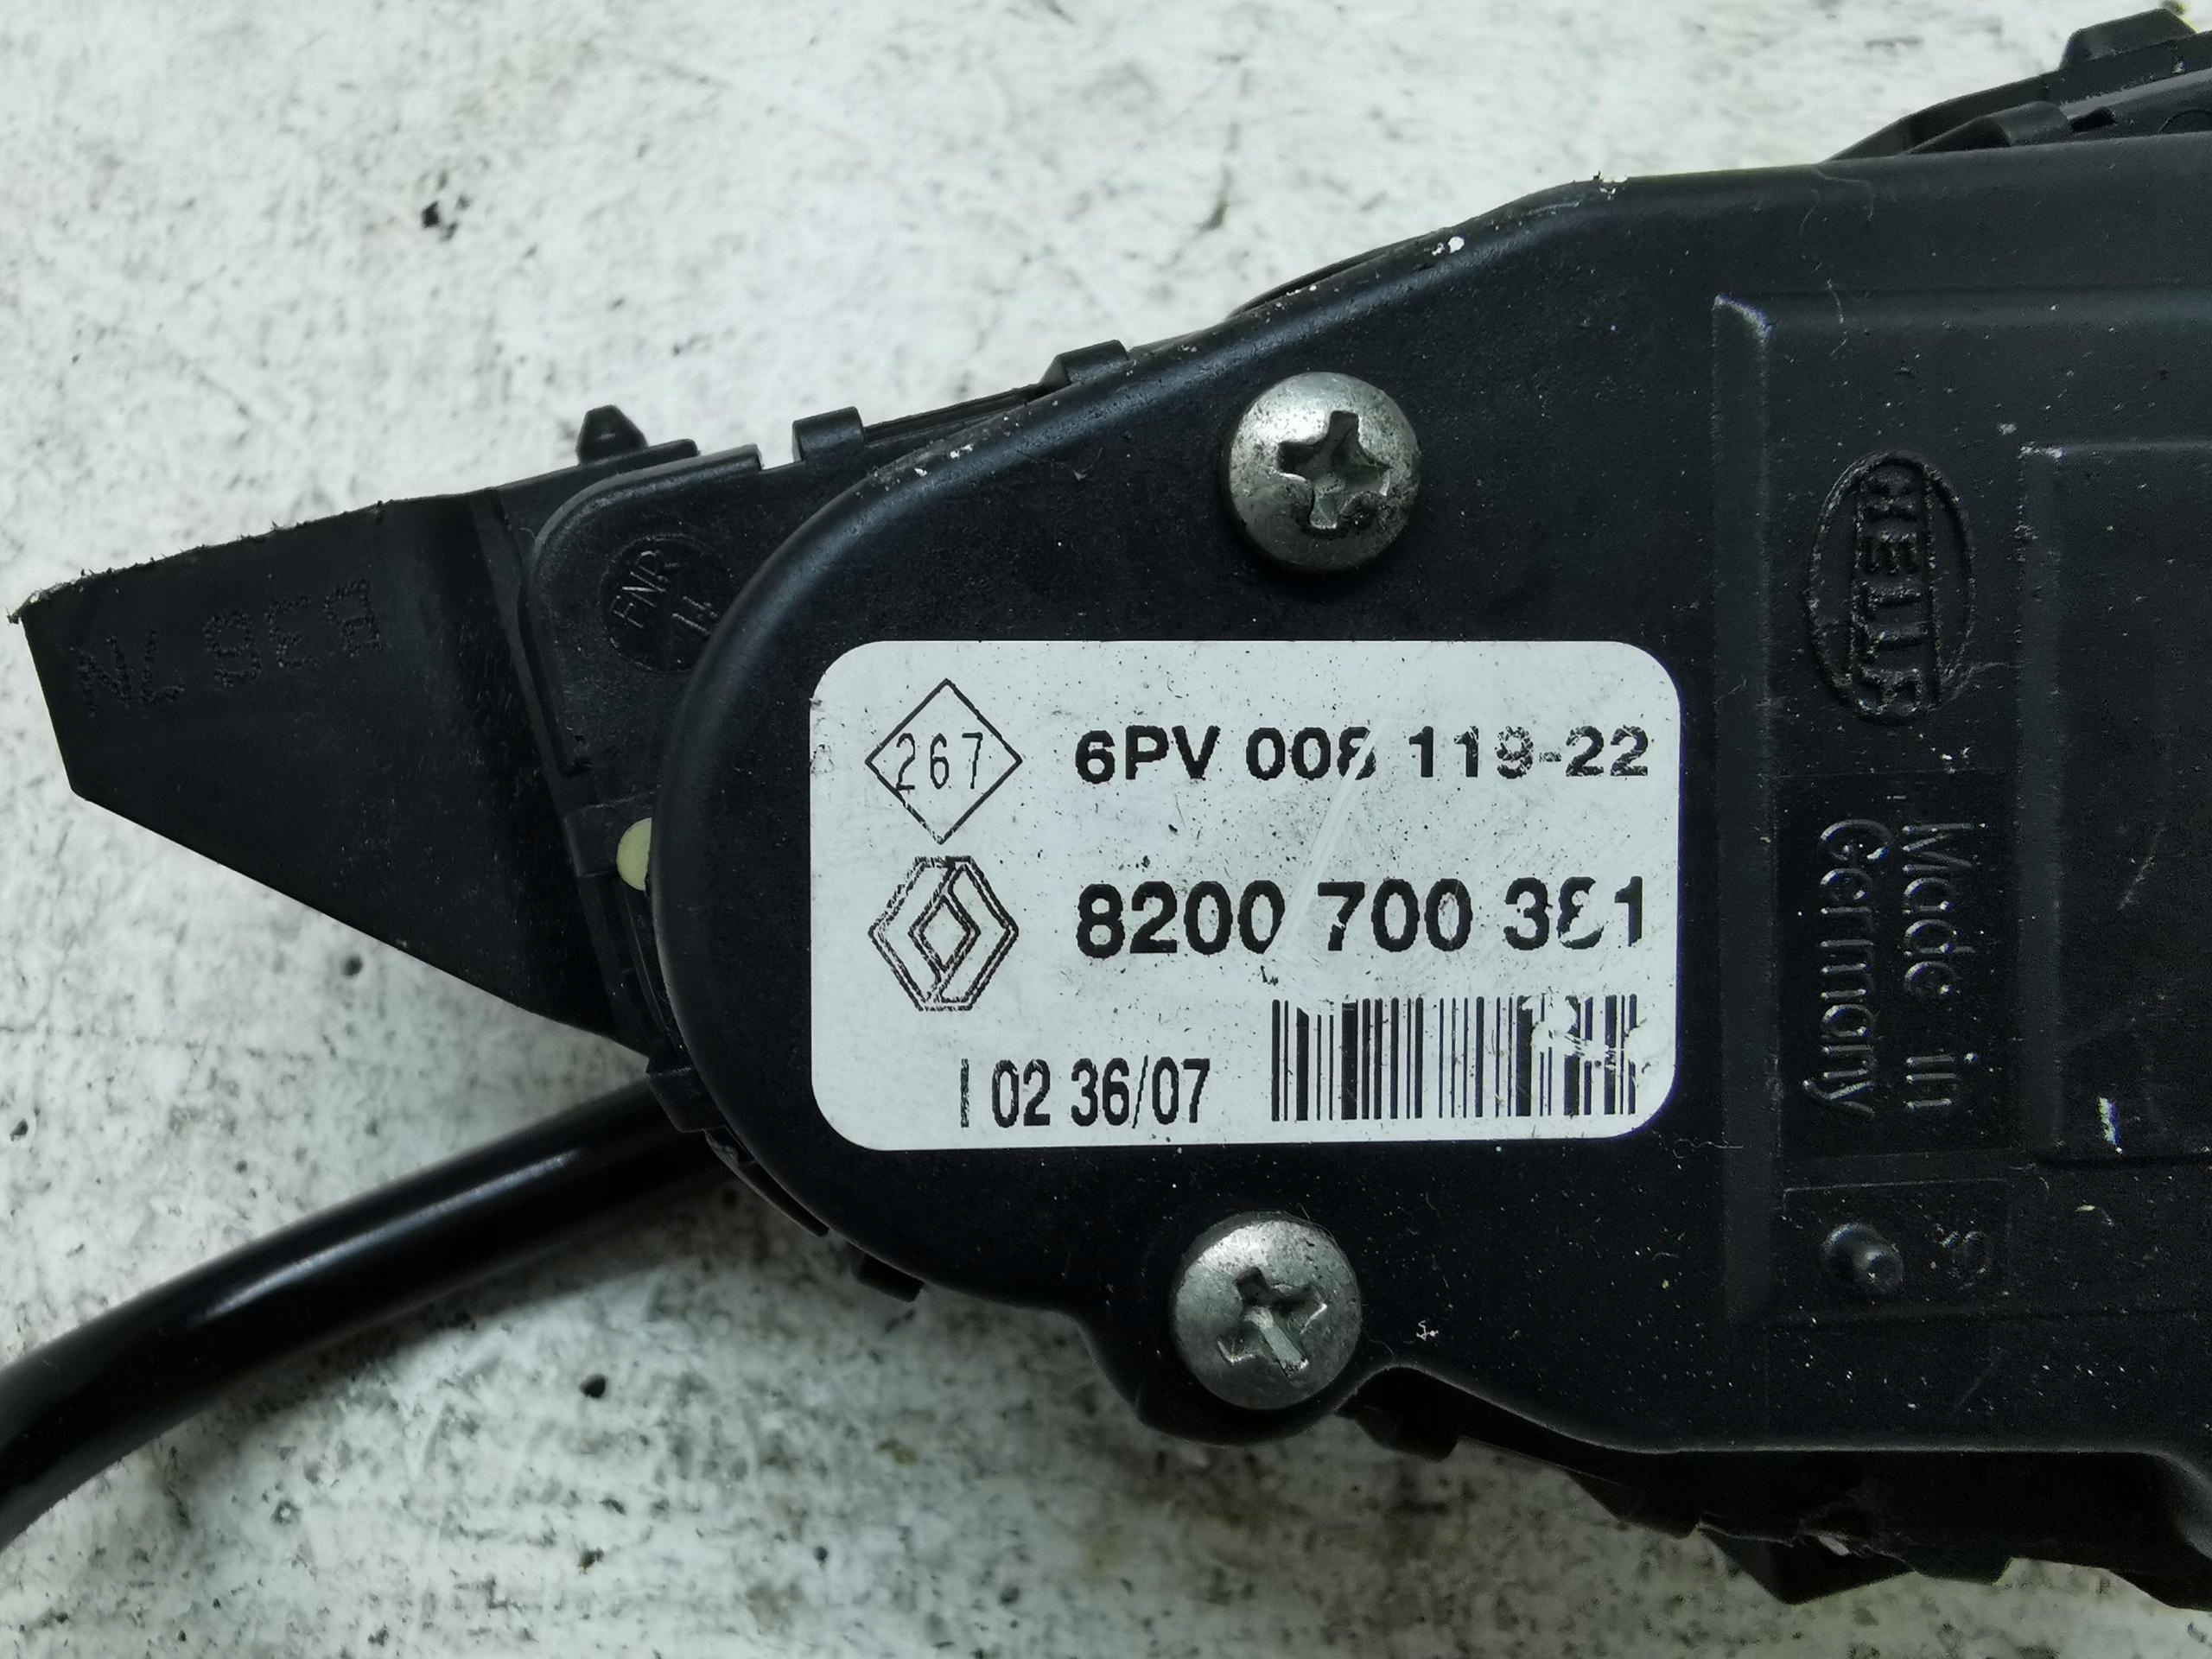 267
6PV 008 119-22
8200 700 381
I 02 36/07
HELLA
Made in
Germany